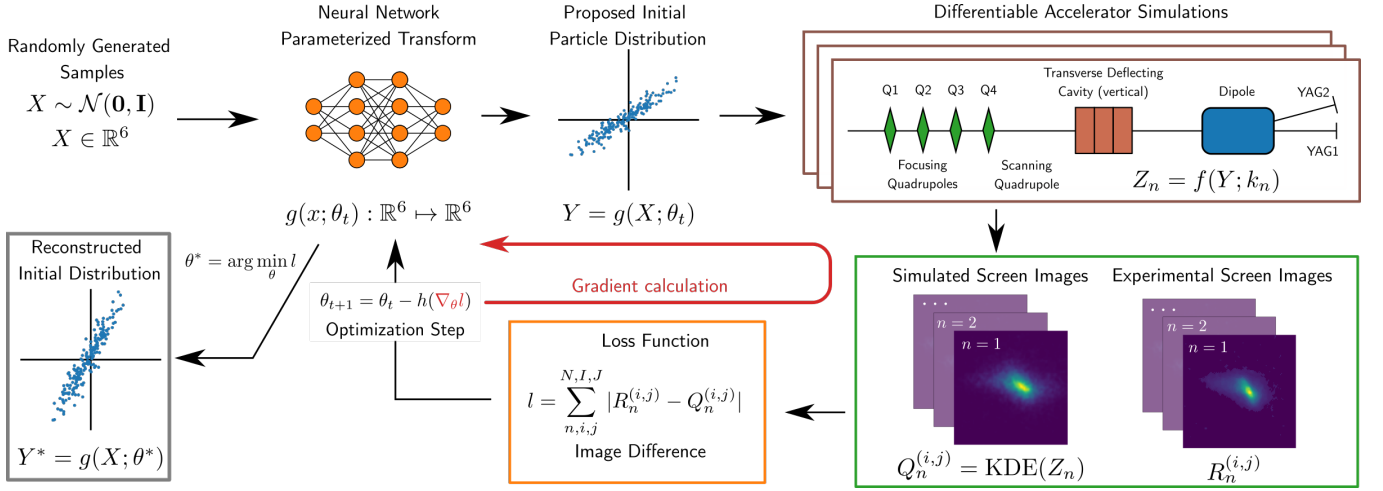 Randomly Generated
Samples
X ∼ 𝒩(𝟎, 𝐈)
X ∈ ℝ⁶
Neural Network
Parameterized Transform
g(x; θ_t) : ℝ⁶ ↦ ℝ⁶
Proposed Initial
Particle Distribution
Y = g(X; θ_t)
Differentiable Accelerator Simulations
Q1 Q2 Q3 Q4
Focusing
Quadrupoles
Scanning
Quadrupole
Transverse Deflecting
Cavity (vertical)
Dipole
YAG2
YAG1
Z_n = f(Y; k_n)
Simulated Screen Images
...
n = 2
n = 1
Q_n^{(i,j)} = KDE(Z_n)
Experimental Screen Images
...
n = 2
n = 1
R_n^{(i,j)}
Loss Function
l = \sum_{n,i,j}^{N,I,J} |R_n^{(i,j)} − Q_n^{(i,j)}|
Image Difference
Gradient calculation
θ_{t+1} = θ_t − h(∇_θ l)
Optimization Step
θ* = arg min_θ l
Reconstructed
Initial Distribution
Y* = g(X; θ*)